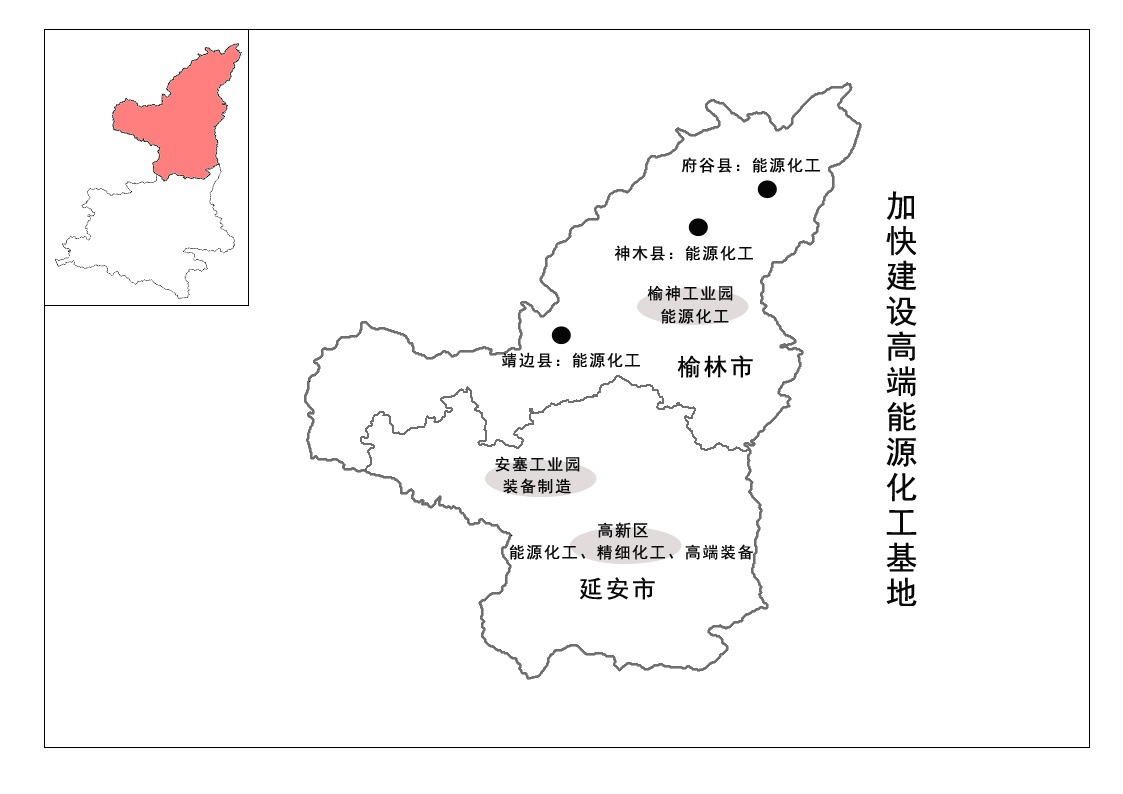 府谷县：能源化工
神木县：能源化工
榆神工业园
能源化工
靖边县：能源化工
榆林市
安塞工业园
装备制造
高新区
能源化工、精细化工、高端装备
延安市
加快建设高端能源化工基地